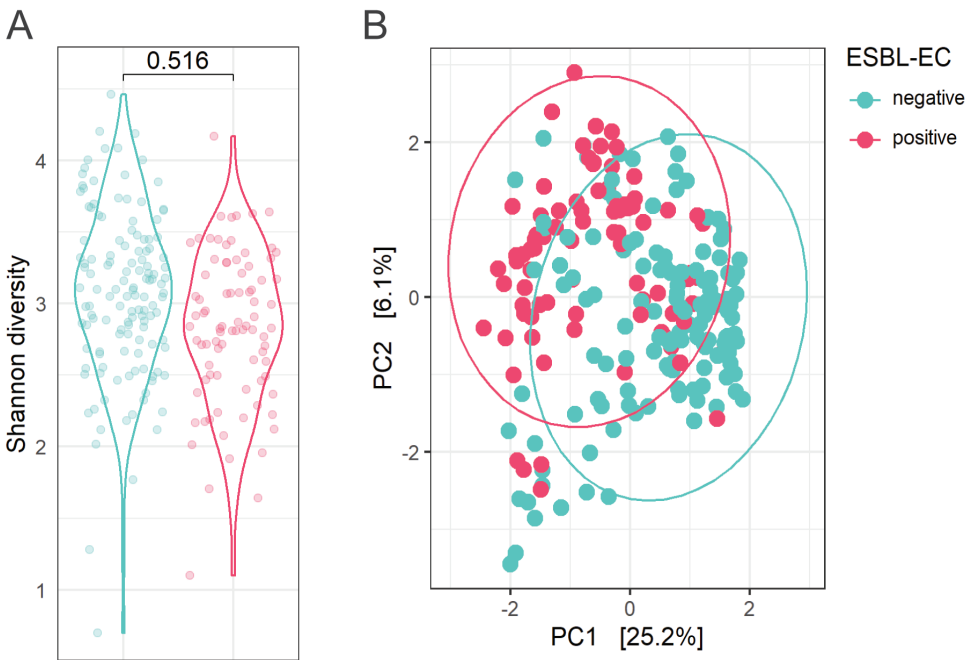 A
0.516
Shannon diversity
4
3
2
1
B
PC2 [6.1%]
2
0
-2
-2
0
2
PC1 [25.2%]
ESBL-EC
negative
positive